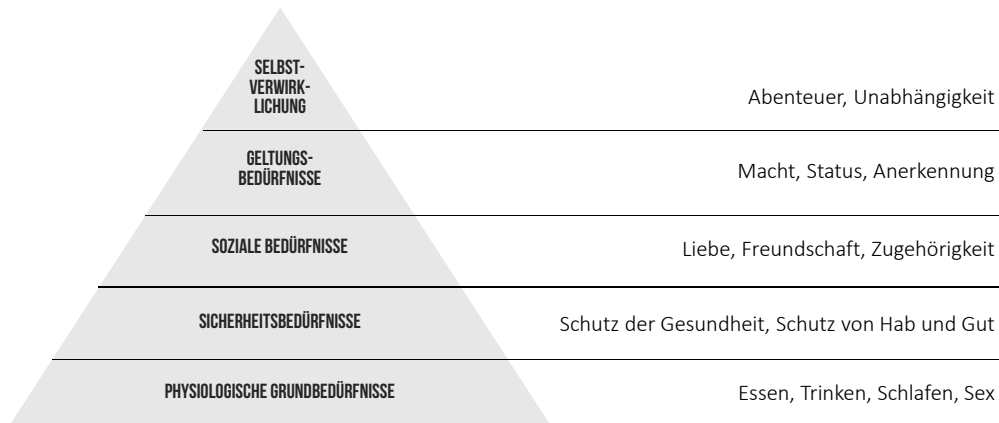 SELBST-
VERWIRK-
LICHUNG
Abenteuer, Unabhängigkeit
GELTUNGS-
BEDÜRFNISSE
Macht, Status, Anerkennung
SOZIALE BEDÜRFNISSE
Liebe, Freundschaft, Zugehörigkeit
SICHERHEITSBEDÜRFNISSE
Schutz der Gesundheit, Schutz von Hab und Gut
PHYSIOLOGISCHE GRUNDBEDÜRFNISSE
Essen, Trinken, Schlafen, Sex